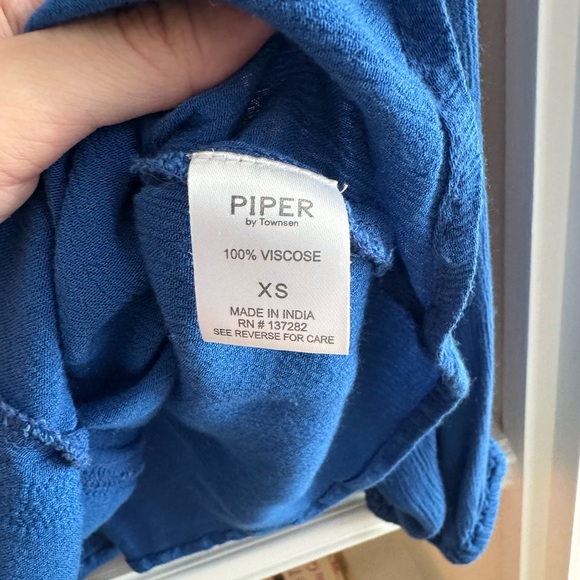 PIPER
by Townsen
100% VISCOSE
XS
MADE IN INDIA
RN # 137282
SEE REVERSE FOR CARE